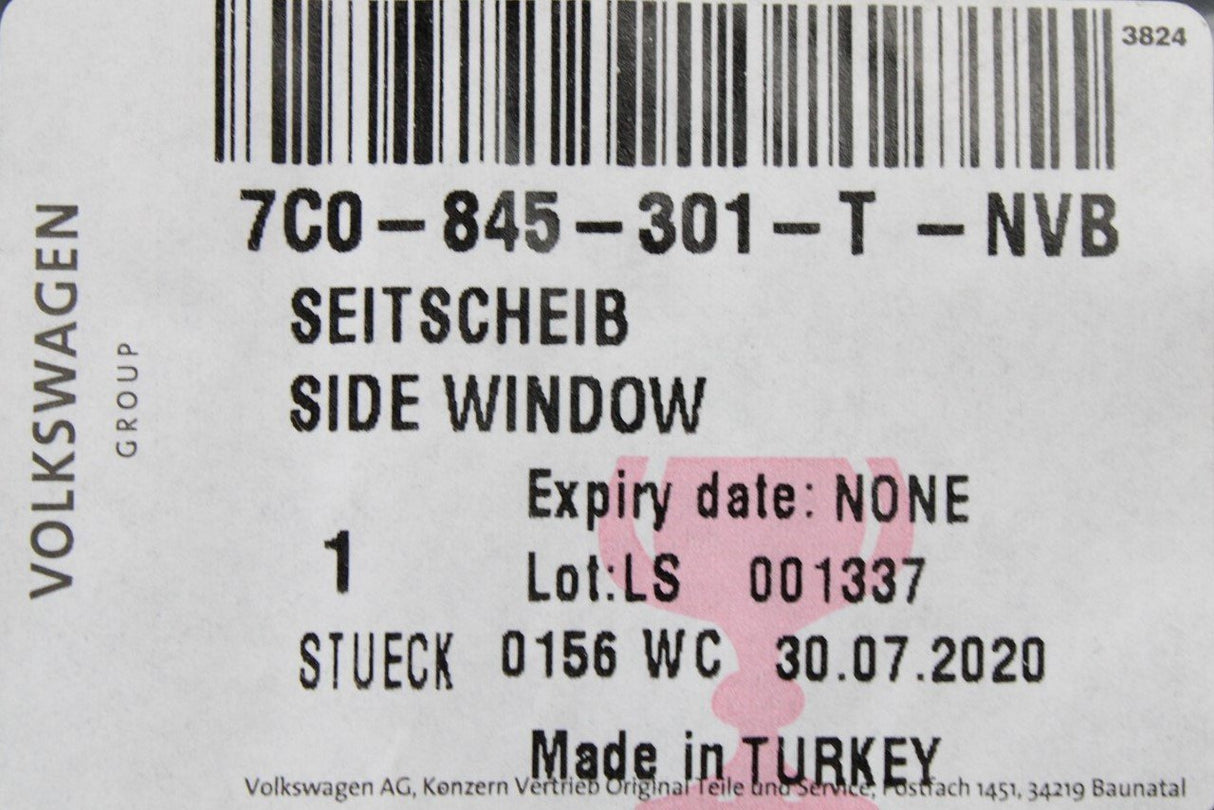 3824
7C0-845-301-T -NVB
SEITSCHEIB
SIDE WINDOW
Expiry date: NONE
1
Lot:LS 001337
STUECK 0156 WC 30.07.2020
Made in TURKEY
Volkswagen AG, Konzern Vertrieb Original Teile und Service, Postfach 1451, 34219 Baunatal
VOLKSWAGEN
GROUP